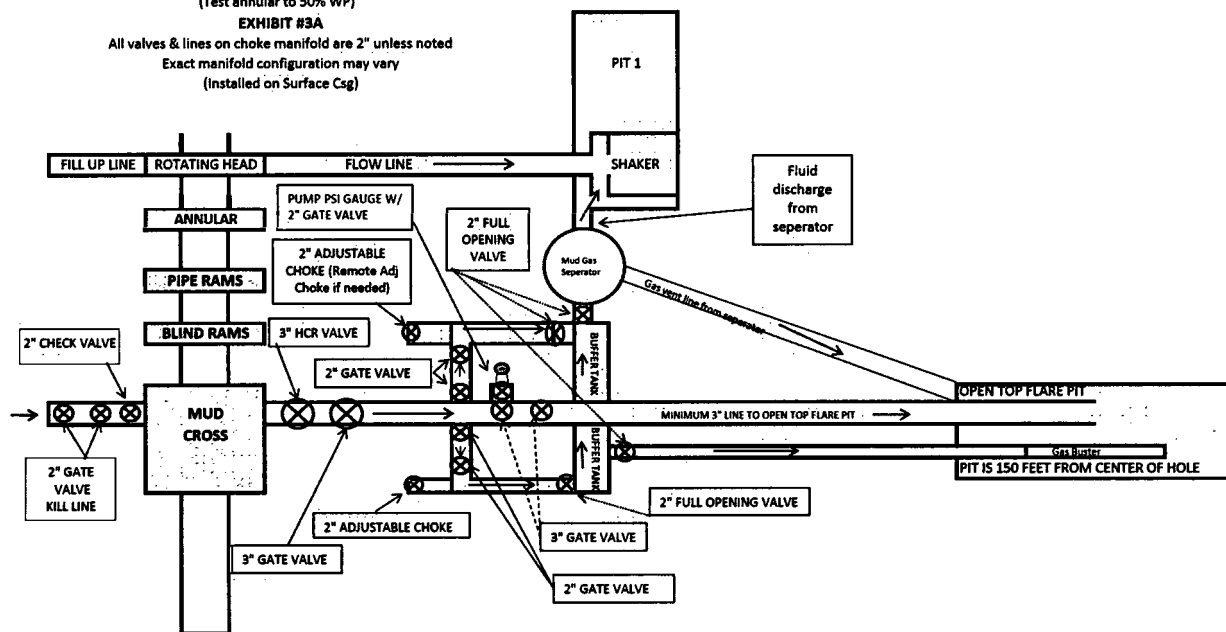 (Test annular to 50% WP)
EXHIBIT #3A
All valves & lines on choke manifold are 2" unless noted
Exact manifold configuration may vary
(Installed on Surface Csg)
PIT 1
FILL UP LINE
ROTATING HEAD
FLOW LINE
SHAKER
Fluid
discharge
from
seperator
PUMP PSI GAUGE W/
2" GATE VALVE
ANNULAR
2" FULL
OPENING
VALVE
2" ADJUSTABLE
CHOKE (Remote Adj
Choke if needed)
Mud Gas
Seperator
PIPE RAMS
Gas vent line from seperator
BLIND RAMS
3" HCR VALVE
2" CHECK VALVE
2" GATE VALVE
BUFFER TANK
OPEN TOP FLARE PIT
MUD
CROSS
MINIMUM 3" LINE TO OPEN TOP FLARE PIT
BUFFER TANK
Gas Buster
PIT IS 150 FEET FROM CENTER OF HOLE
2" GATE
VALVE
KILL LINE
2" ADJUSTABLE CHOKE
2" FULL OPENING VALVE
3" GATE VALVE
3" GATE VALVE
2" GATE VALVE